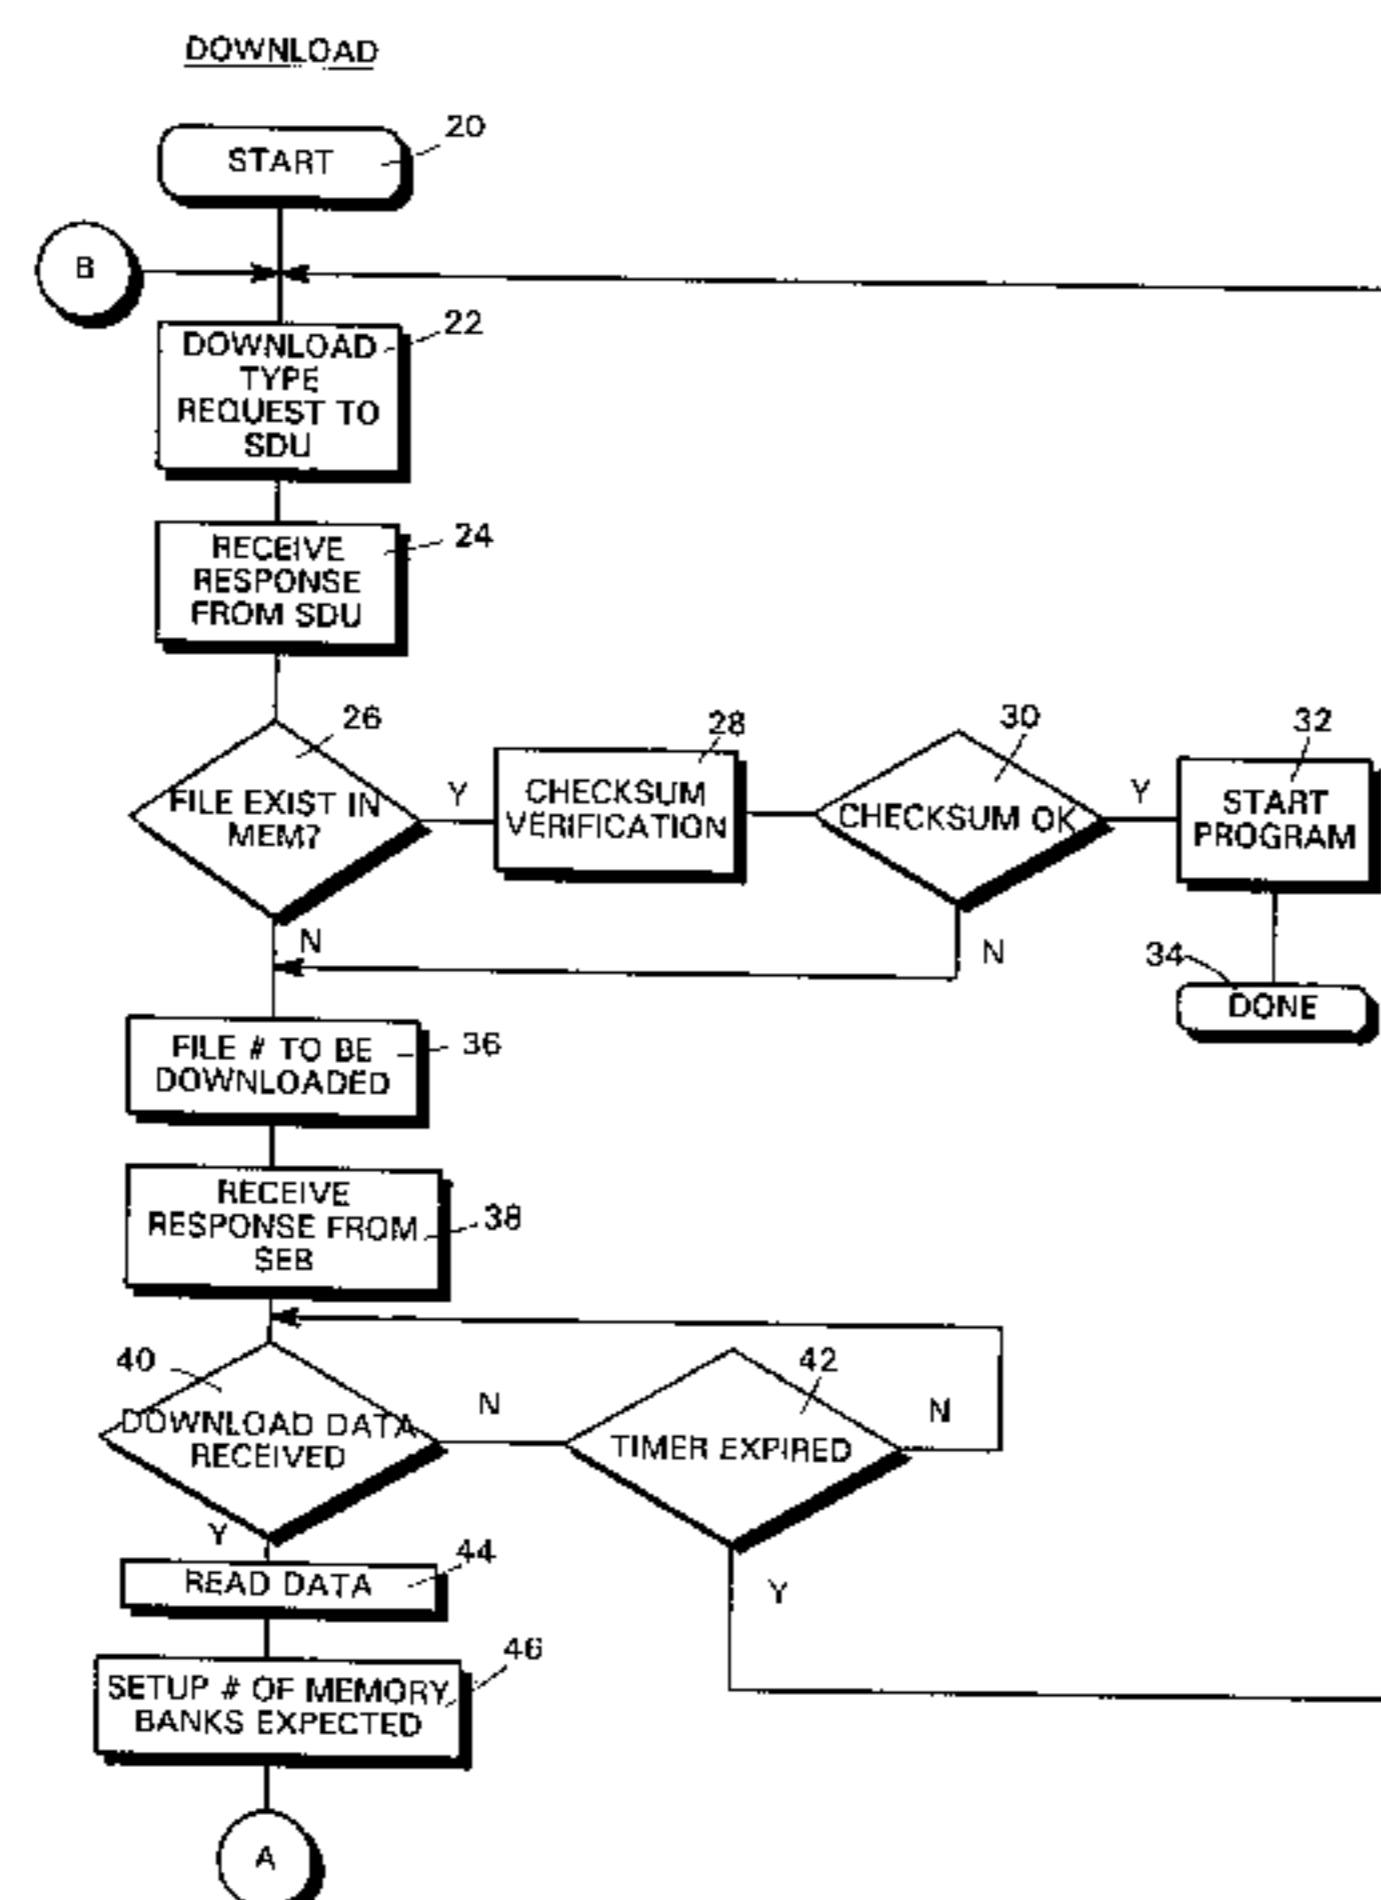 DOWNLOAD
START
20
B
22
DOWNLOAD
TYPE
REQUEST TO
SDU
24
RECEIVE
RESPONSE
FROM SDU
26
FILE EXIST IN
MEM?
Y
28
CHECKSUM
VERIFICATION
30
CHECKSUM OK
Y
32
START
PROGRAM
N
N
34
DONE
36
FILE # TO BE
DOWNLOADED
38
RECEIVE
RESPONSE FROM
SEB
40
DOWNLOAD DATA
RECEIVED
N
42
TIMER EXPIRED
N
Y
Y
44
READ DATA
46
SETUP # OF MEMORY
BANKS EXPECTED
A